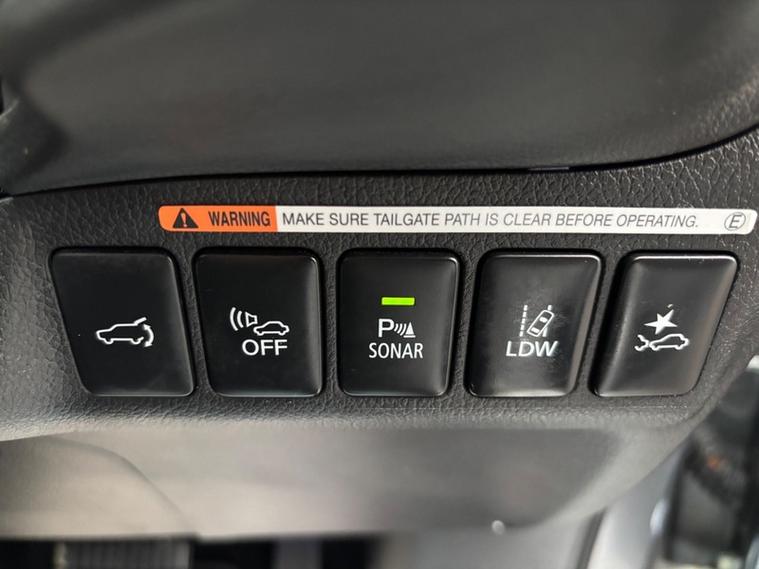 WARNING MAKE SURE TAILGATE PATH IS CLEAR BEFORE OPERATING. E
OFF
P
SONAR
LDW